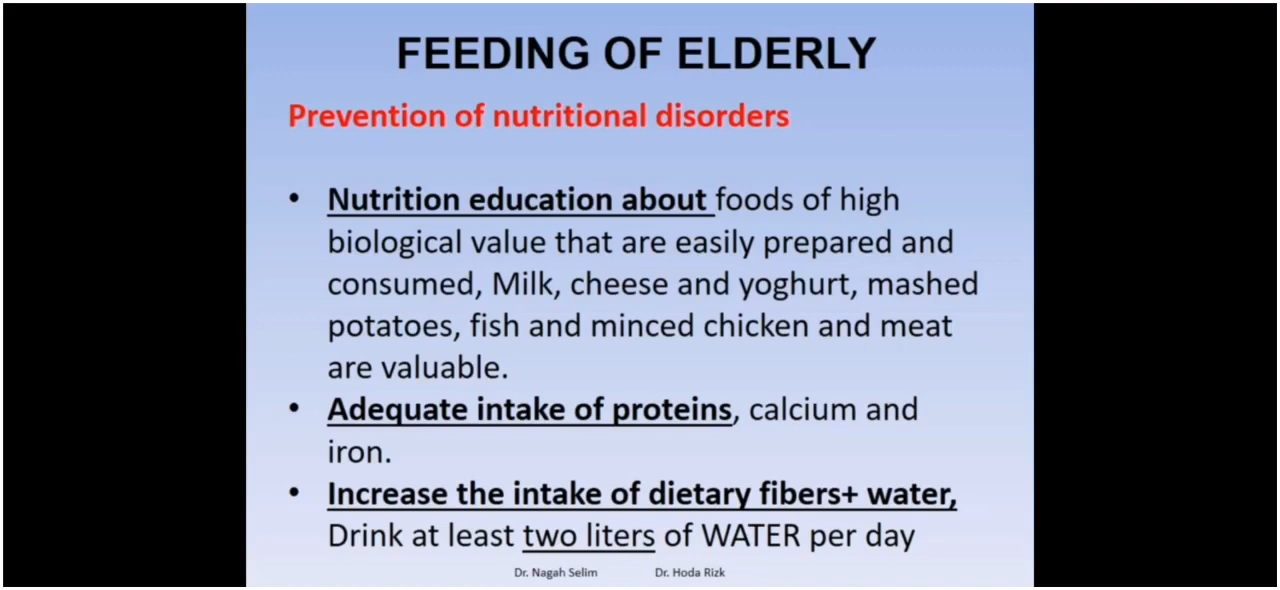 FEEDING OF ELDERLY
Prevention of nutritional disorders
• Nutrition education about foods of high
biological value that are easily prepared and
consumed, Milk, cheese and yoghurt, mashed
potatoes, fish and minced chicken and meat
are valuable.
• Adequate intake of proteins, calcium and
iron.
• Increase the intake of dietary fibers+ water,
Drink at least two liters of WATER per day
Dr. Nagah Selim Dr. Hoda Rizk